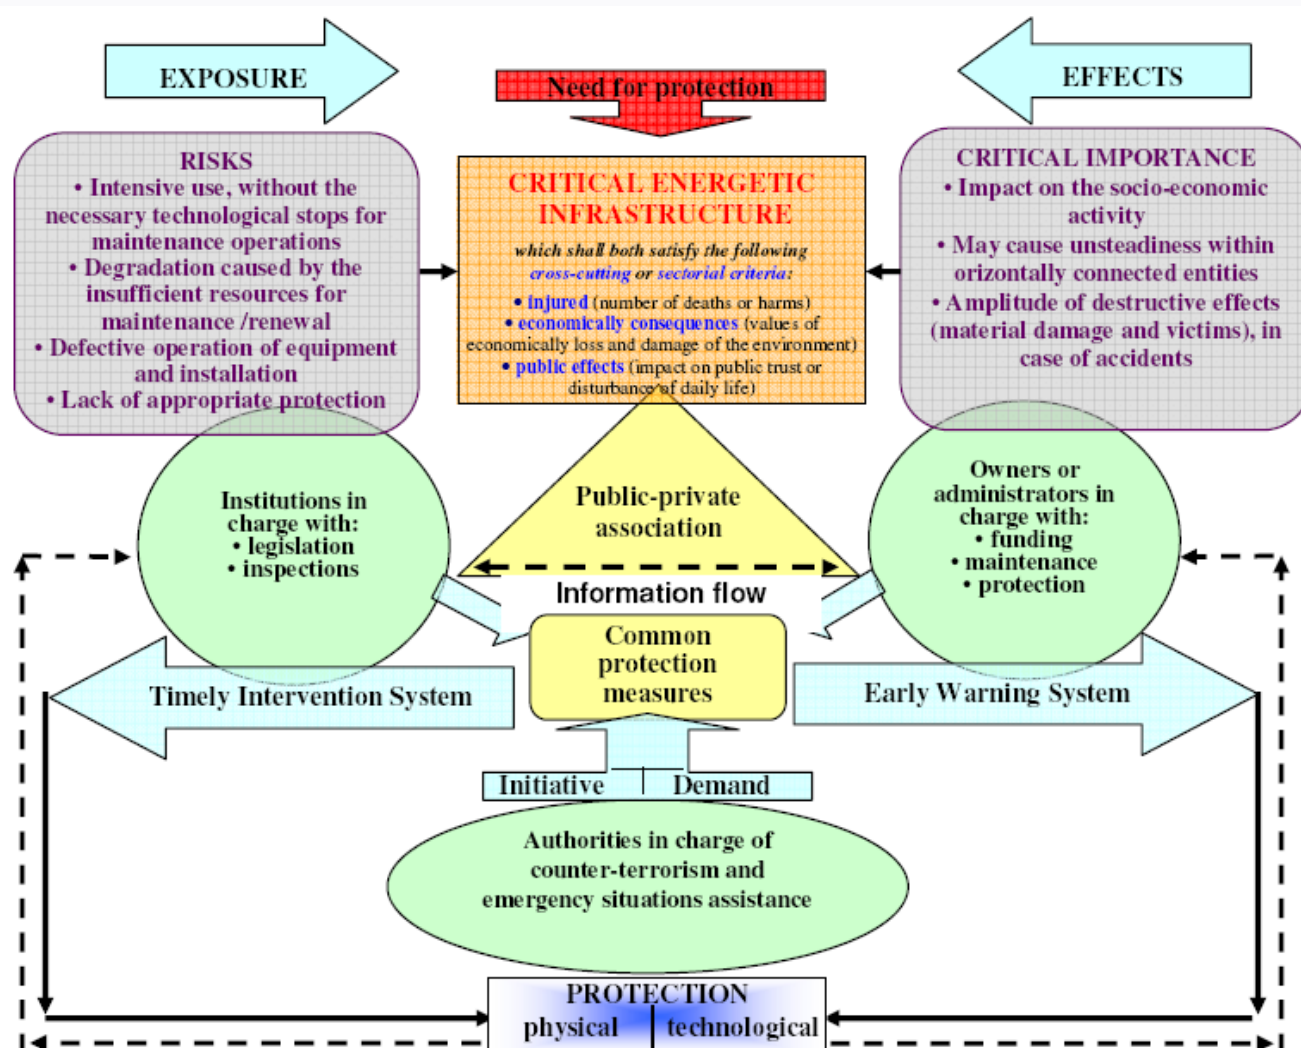 EXPOSURE
Need for protection
EFFECTS
RISKS
• Intensive use, without the
necessary technological stops for
maintenance operations
• Degradation caused by the
insufficient resources for
maintenance /renewal
• Defective operation of equipment
and installation
• Lack of appropriate protection
CRITICAL ENERGETIC
INFRASTRUCTURE
which shall both satisfy the following
cross-cutting or sectorial criteria:
• injured (number of deaths or harms)
• economically consequences (values of
economically loss and damage of the environment)
• public effects (impact on public trust or
disturbance of daily life)
CRITICAL IMPORTANCE
• Impact on the socio-economic
activity
• May cause unsteadiness within
orizontally connected entities
• Amplitude of destructive effects
(material damage and victims), in
case of accidents
Institutions in
charge with:
• legislation
• inspections
Public-private
association
Owners or
administrators in
charge with:
• funding
• maintenance
• protection
Information flow
Common
protection
measures
Timely Intervention System
Early Warning System
Initiative
Demand
Authorities in charge of
counter-terrorism and
emergency situations assistance
PROTECTION
physical
technological